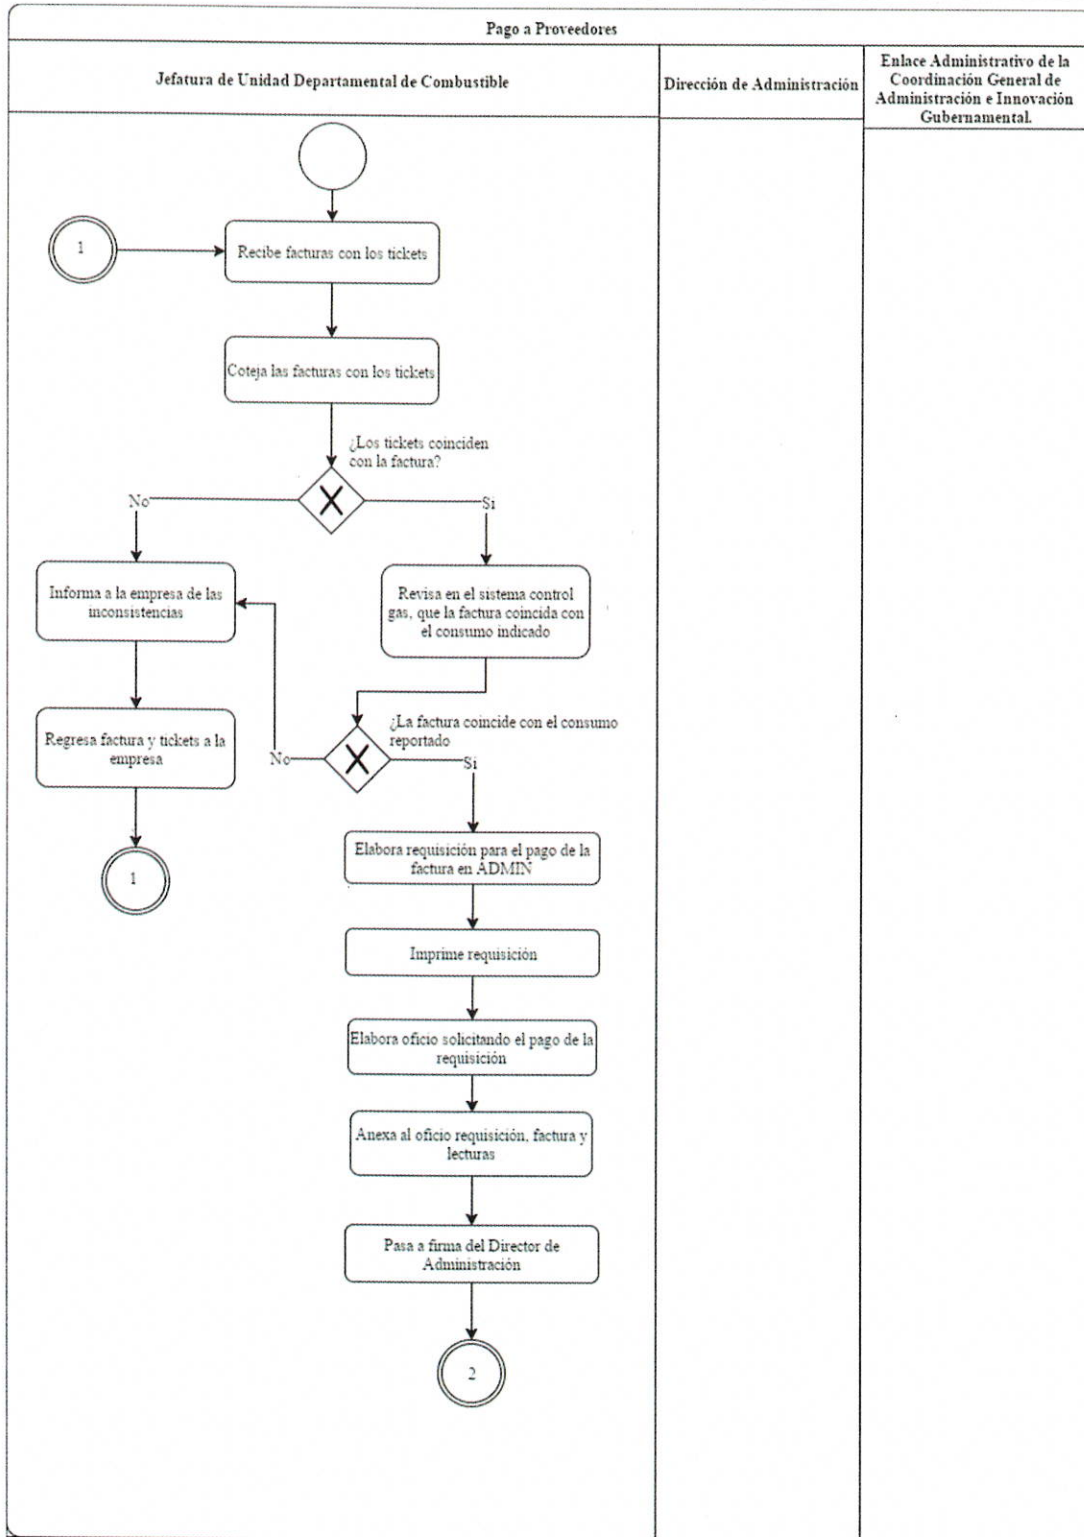 Pago a Proveedores
Jefatura de Unidad Departamental de Combustible
Dirección de Administración
Enlace Administrativo de la
Coordinación General de
Administración e Innovación
Gubernamental.
1
Recibe facturas con los tickets
Coteja las facturas con los tickets
¿Los tickets coinciden
con la factura?
No
Si
Informa a la empresa de las
inconsistencias
Revisa en el sistema control
gas, que la factura coincida con
el consumo indicado
Regresa factura y tickets a la
empresa
¿La factura coincide con el consumo
reportado
No
Si
1
Elabora requisición para el pago de la
factura en ADMIN
Imprime requisición
Elabora oficio solicitando el pago de la
requisición
Anexa al oficio requisición, factura y
lecturas
Pasa a firma del Director de
Administración
2